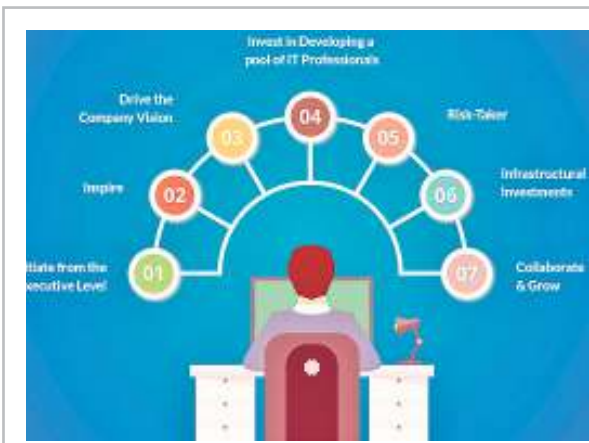 Invest in Developing a
pool of IT Professionals
Drive the
Company Vision
03
04
05
Risk-Taker
Inspire
02
06
Infrastructural
Investments
tiate from the
xecutive Level
01
07
Collaborate
& Grow